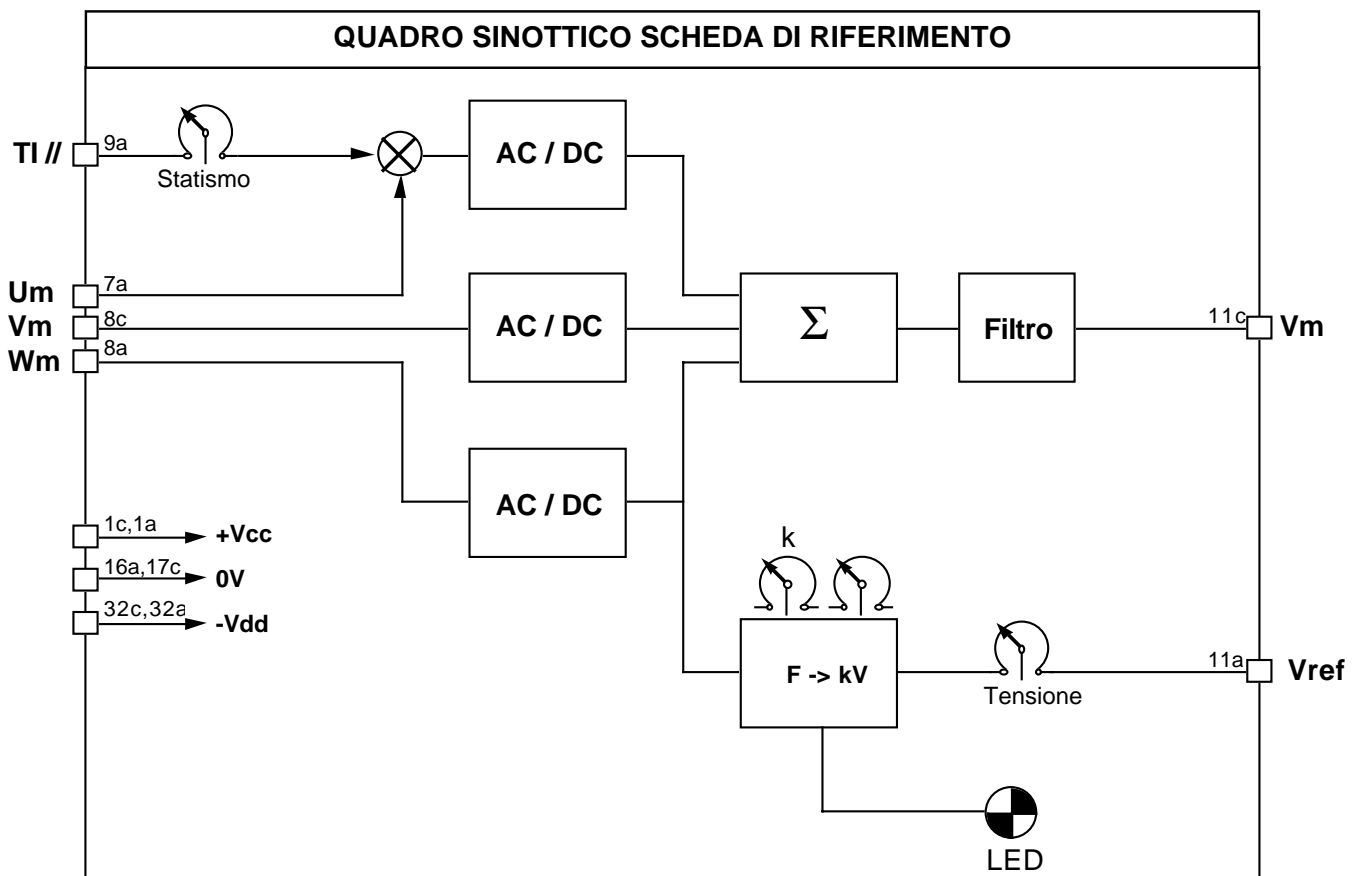 QUADRO SINOTTICO SCHEDA DI RIFERIMENTO
TI //
9a
Statismo
AC / DC
Um
7a
Vm
8c
Wm
8a
AC / DC
Σ
Filtro
11c
Vm
AC / DC
1c,1a
+Vcc
16a,17c
0V
32c,32a
-Vdd
k
F -> kV
Tensione
11a
Vref
LED